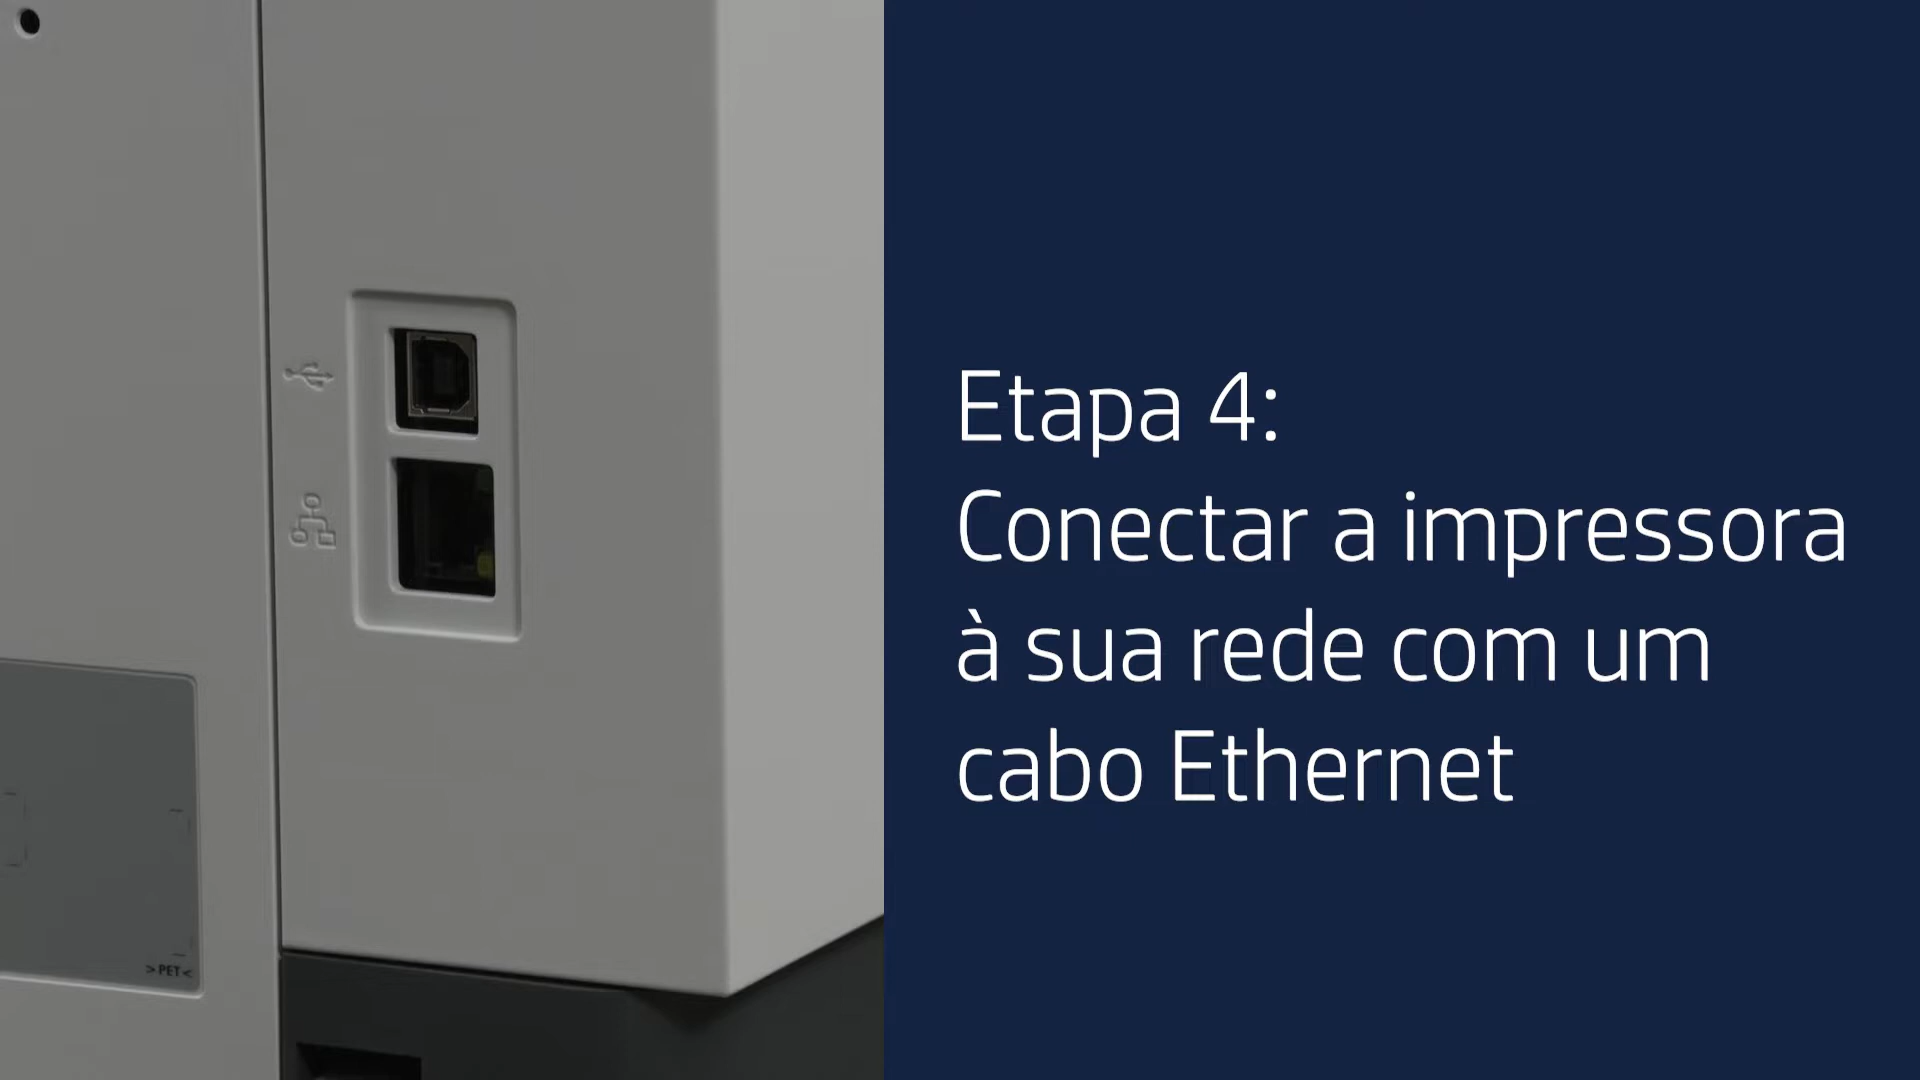 Etapa 4:
Conectar a impressora
à sua rede com um
cabo Ethernet
>PET<